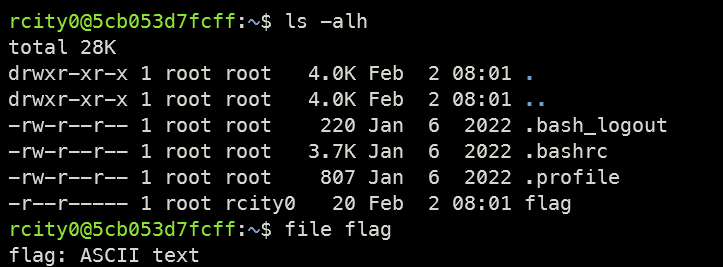 rcity0@5cb053d7fcff:~$ ls -alh
total 28K
drwxr-xr-x 1 root root   4.0K Feb  2 08:01 .
drwxr-xr-x 1 root root   4.0K Feb  2 08:01 ..
-rw-r--r-- 1 root root    220 Jan  6  2022 .bash_logout
-rw-r--r-- 1 root root   3.7K Jan  6  2022 .bashrc
-rw-r--r-- 1 root root    807 Jan  6  2022 .profile
-r--r----- 1 root rcity0   20 Feb  2 08:01 flag
rcity0@5cb053d7fcff:~$ file flag
flag: ASCII text